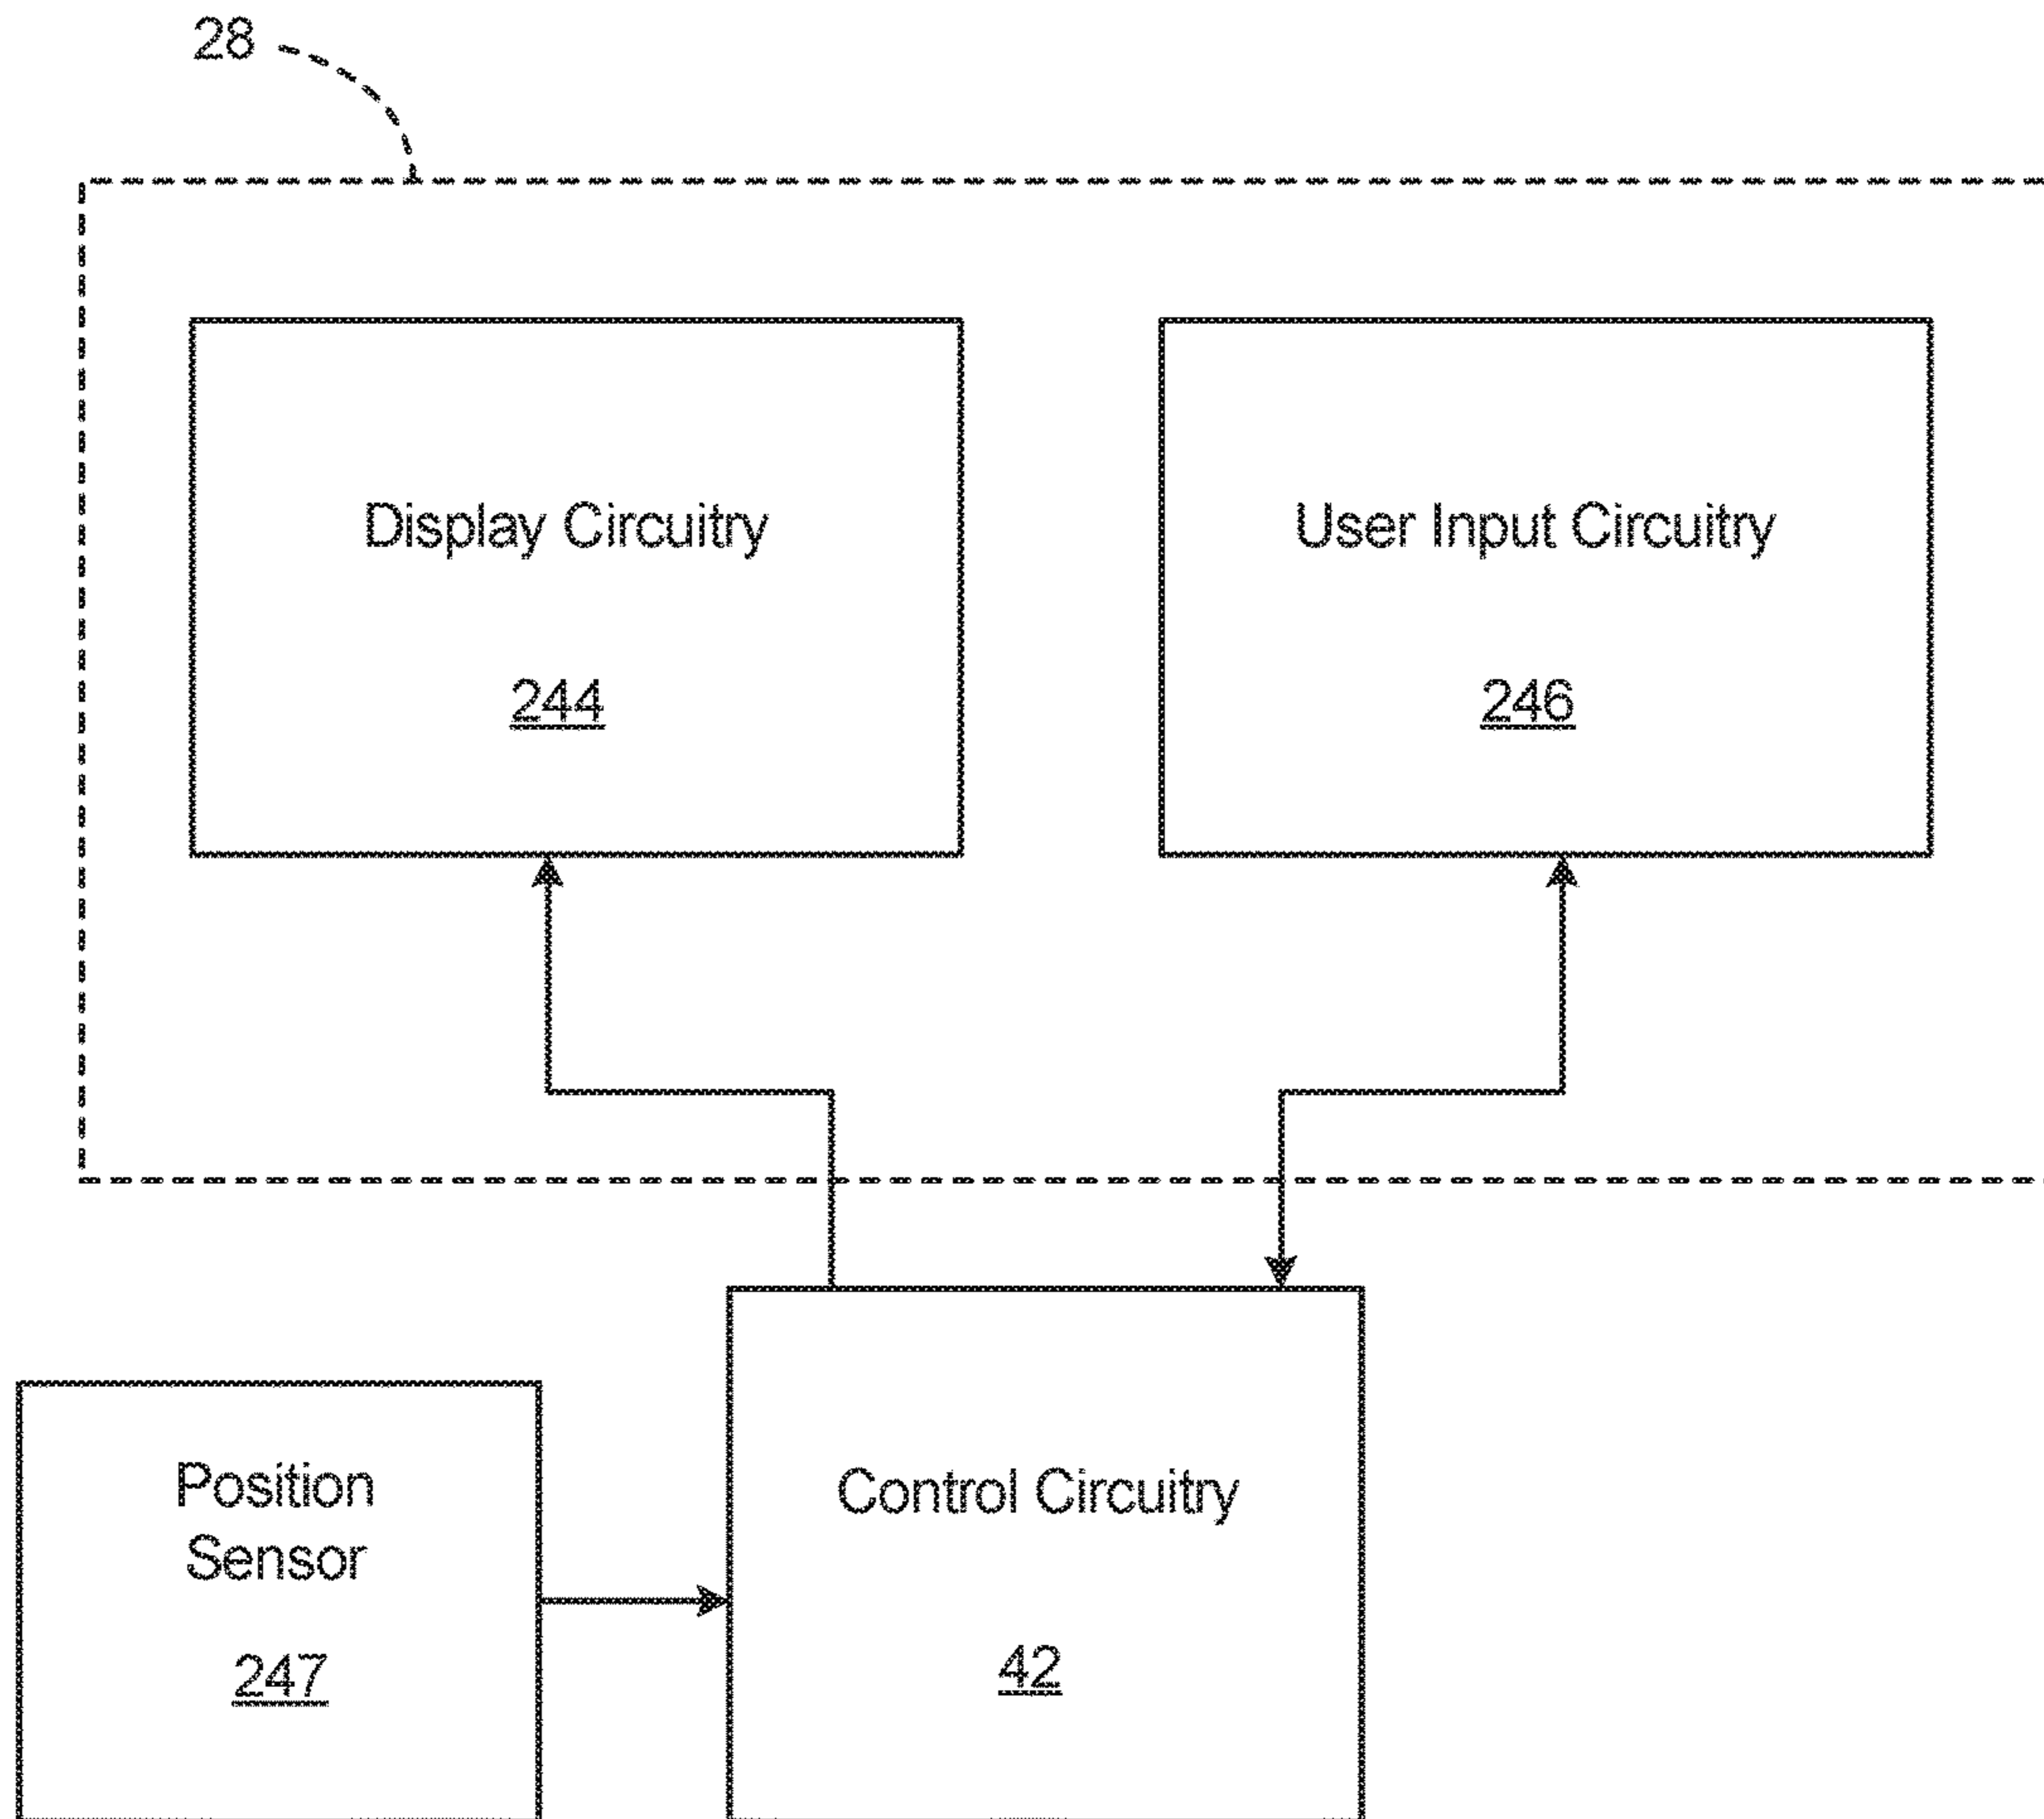 28
Display Circuitry
244
User Input Circuitry
246
Position
Sensor
247
Control Circuitry
42